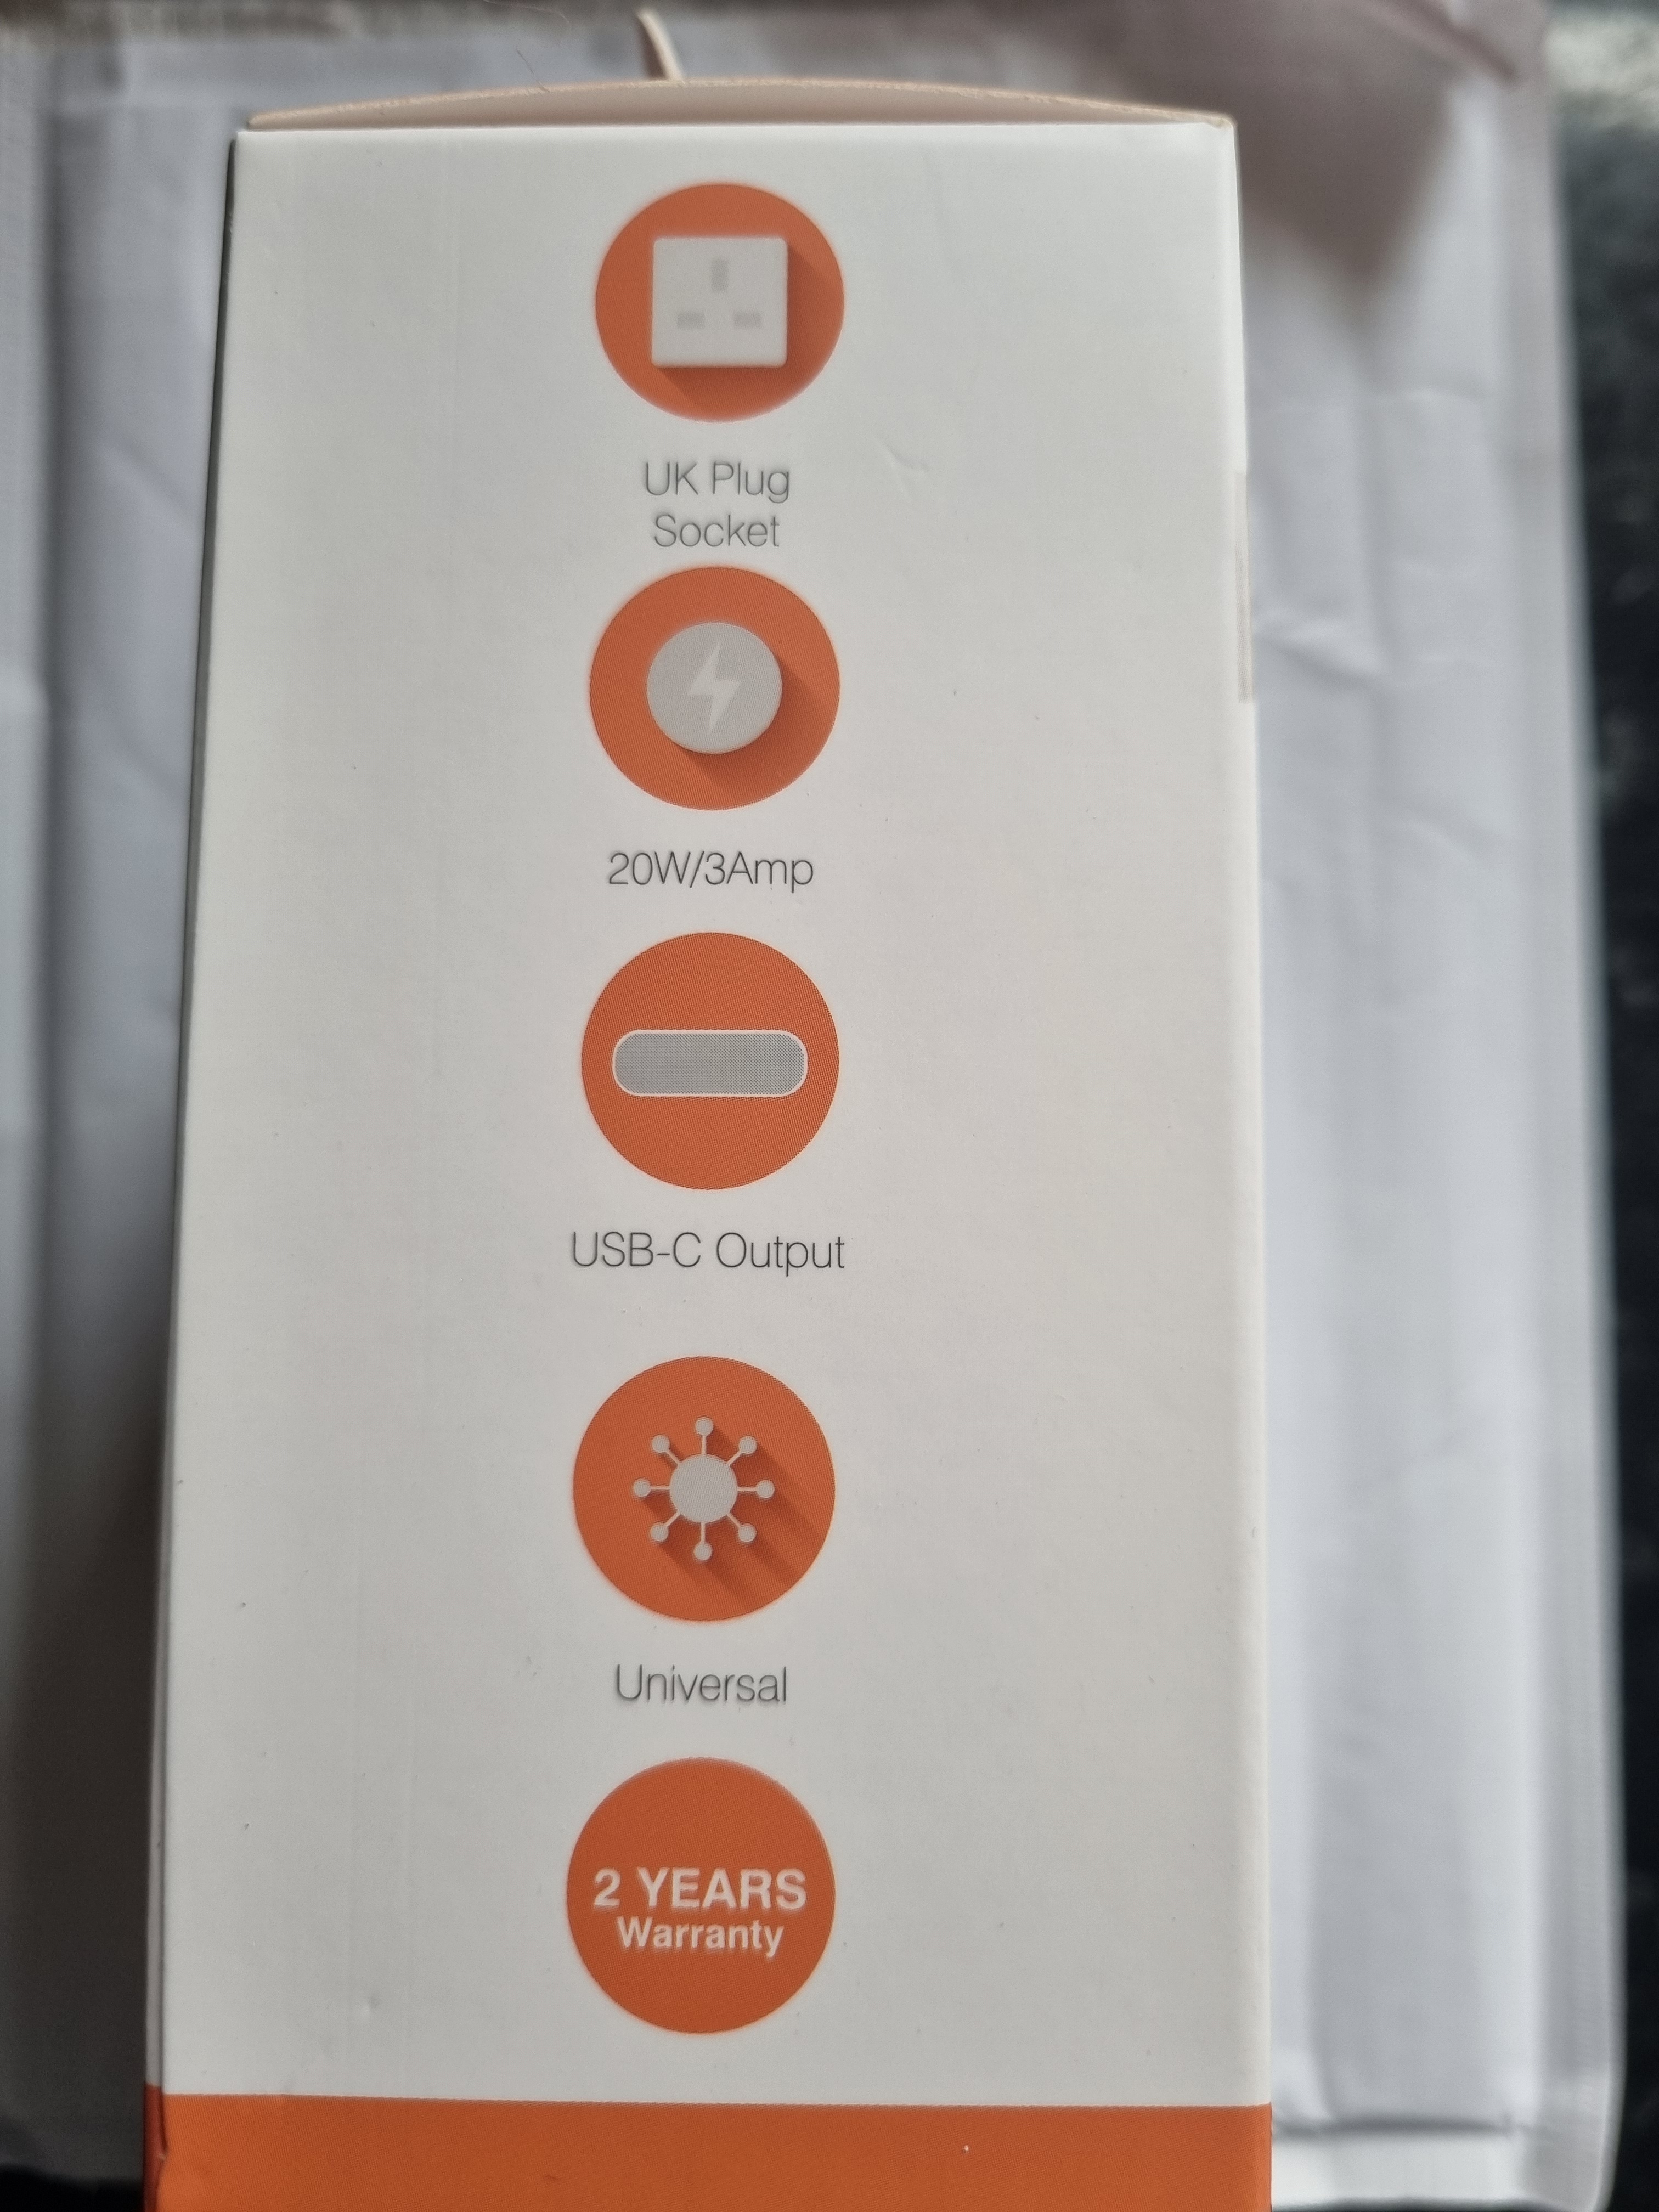 UK Plug
Socket
20W/3Amp
USB-C Output
Universal
2 YEARS
Warranty